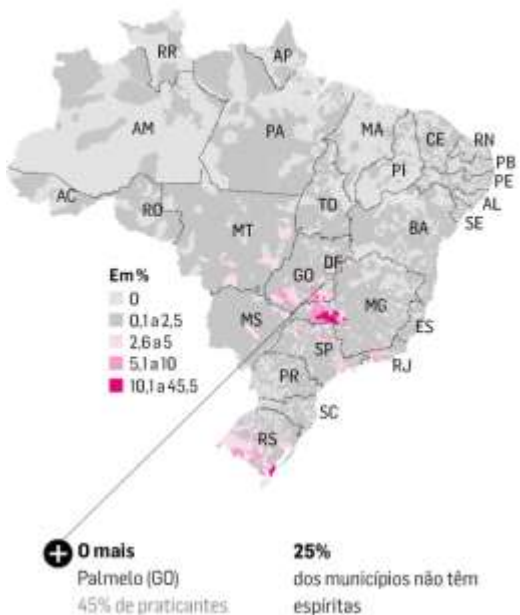 RR
AP
AM
PA
MA
CE
RN
PB
PE
AL
SE
PI
AC
RO
TO
BA
MT
GO
DF
MG
ES
MS
SP
RJ
PR
SC
RS
Em %
0
0,1 a 2,5
2,6 a 5
5,1 a 10
10,1 a 45,5
O mais
Palmelo (GO)
45% de praticantes
25%
dos municípios não têm
espíritas